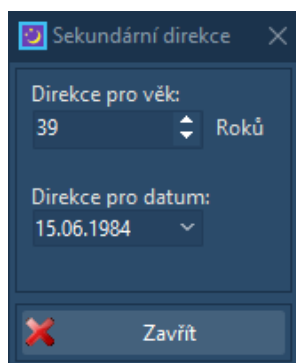 Sekundární direkce
Direkce pro věk:
39 Roků
Direkce pro datum:
15.06.1984
Zavřít